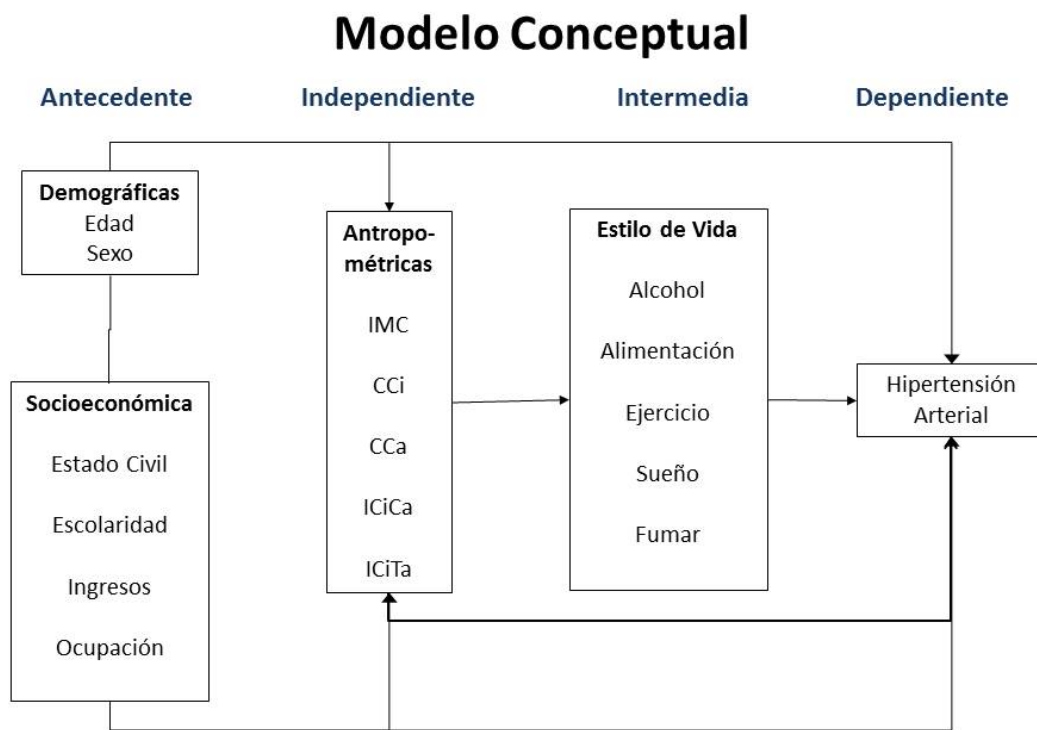 Modelo Conceptual
Antecedente
Independiente
Intermedia
Dependiente
Demográficas
Edad
Sexo
Socioeconómica
Estado Civil
Escolaridad
Ingresos
Ocupación
Antropo-
métricas
IMC
CCi
CCa
ICiCa
ICiTa
Estilo de Vida
Alcohol
Alimentación
Ejercicio
Sueño
Fumar
Hipertensión
Arterial